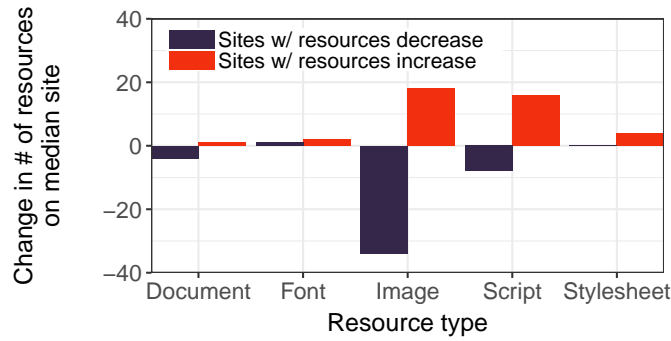 Change in # of resources
on median site
40
20
0
−20
−40
Sites w/ resources decrease
Sites w/ resources increase
Document Font Image Script Stylesheet
Resource type